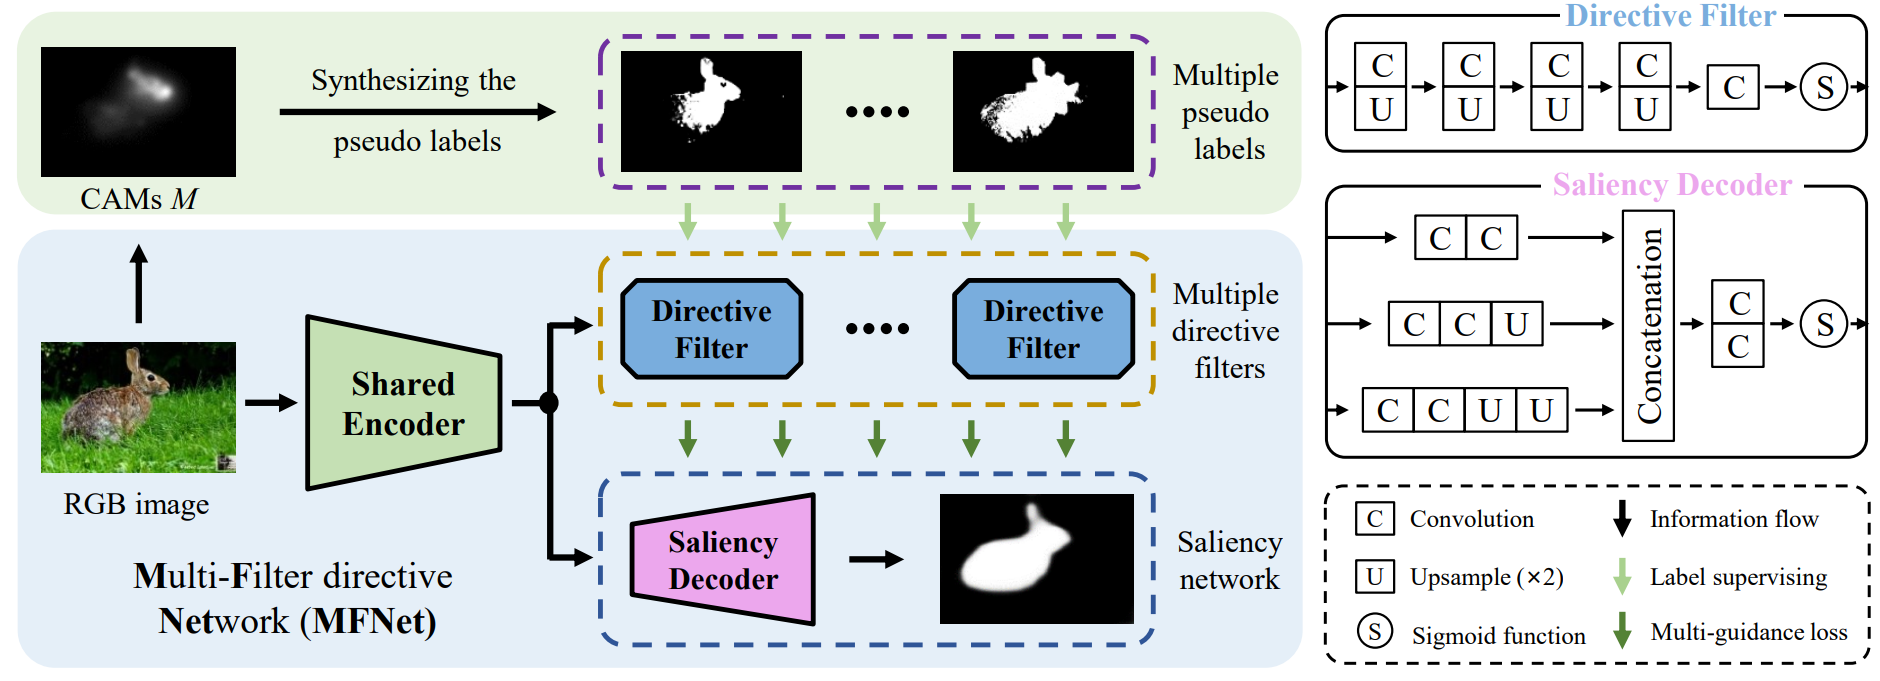 Synthesizing the
pseudo labels
CAMs M
Multiple
pseudo
labels
Directive
Filter
Directive
Filter
Multiple
directive
filters
Shared
Encoder
RGB image
Saliency
Decoder
Saliency
network
Multi-Filter directive
Network (MFNet)
Directive Filter
C C C C C S
U U U U
Saliency Decoder
C C
C C U
C C U U
Concatenation
C
C
S
C Convolution
Information flow
U Upsample (×2)
Label supervising
S Sigmoid function
Multi-guidance loss